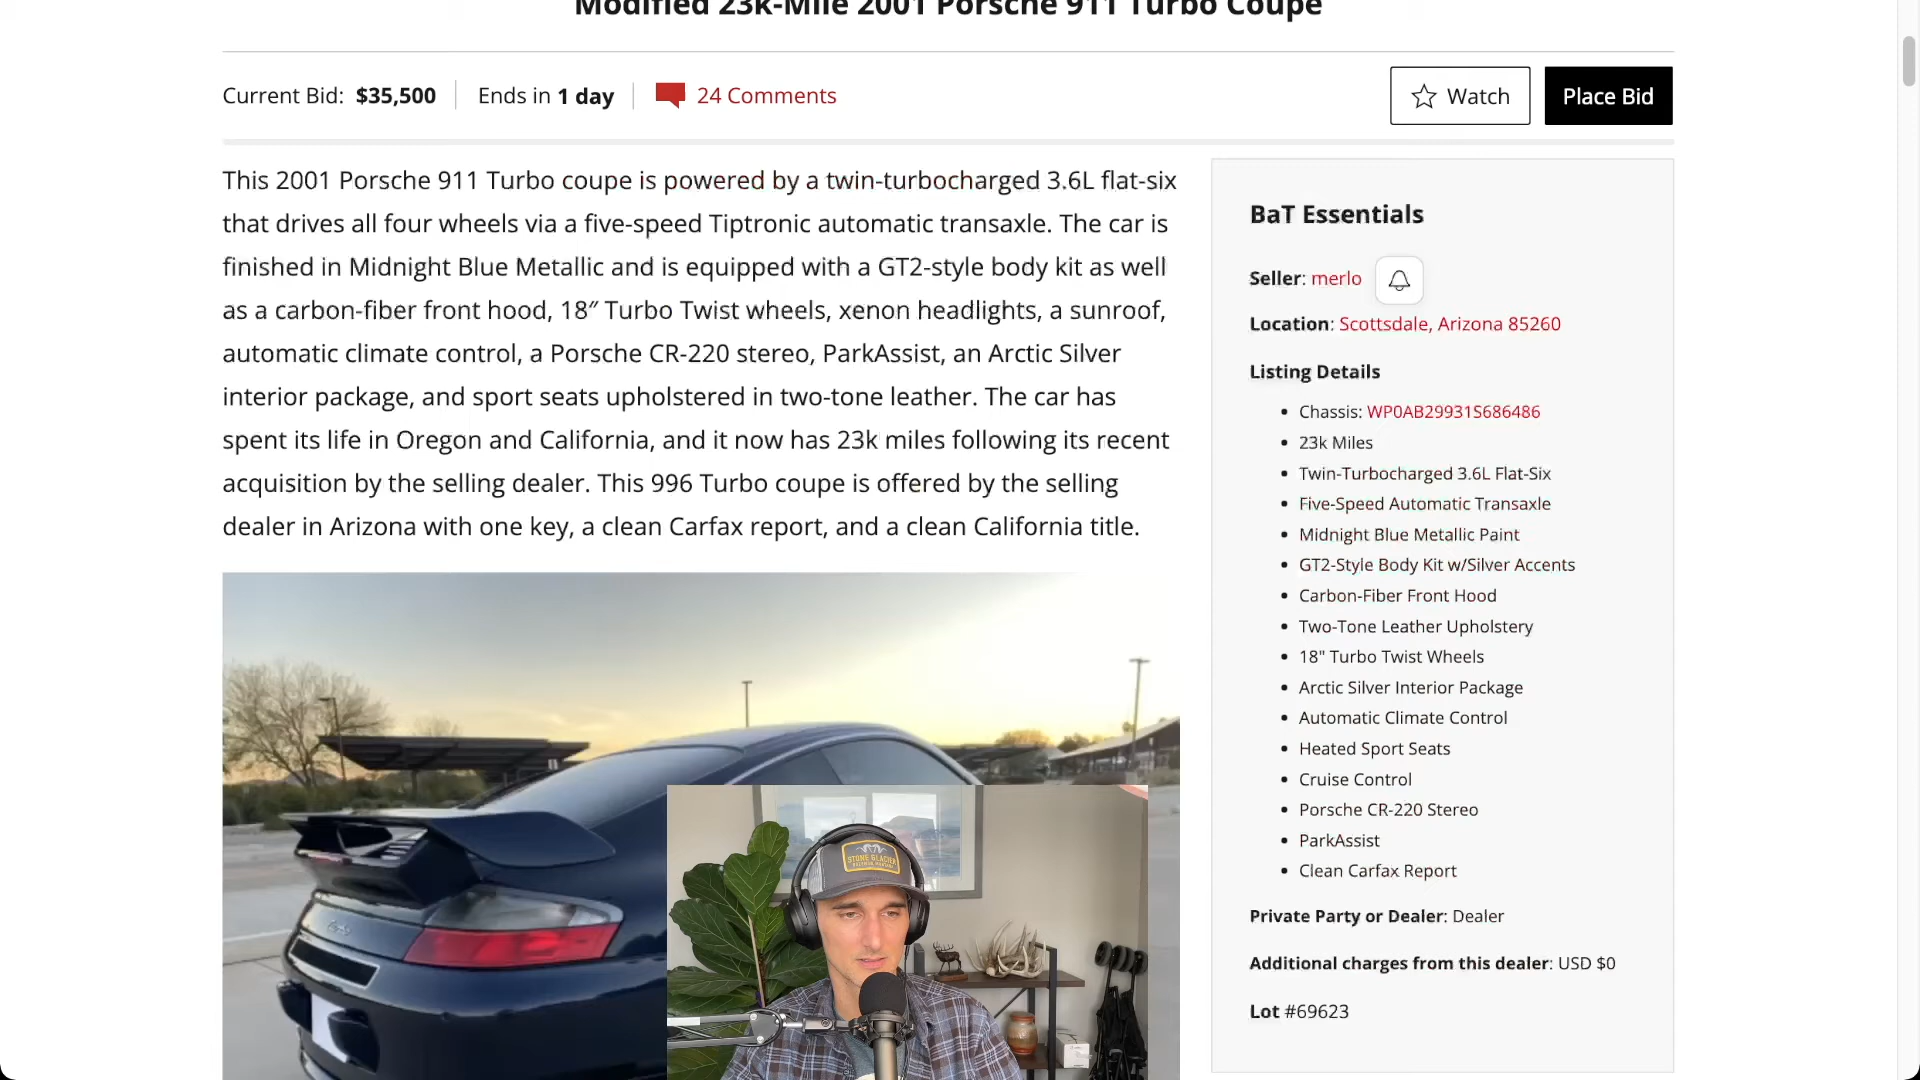 Modified 23k-Mile 2001 Porsche 911 Turbo Coupe
Current Bid: $35,500
Ends in 1 day
24 Comments
Watch
Place Bid
This 2001 Porsche 911 Turbo coupe is powered by a twin-turbocharged 3.6L flat-six
that drives all four wheels via a five-speed Tiptronic automatic transaxle. The car is
finished in Midnight Blue Metallic and is equipped with a GT2-style body kit as well
as a carbon-fiber front hood, 18″ Turbo Twist wheels, xenon headlights, a sunroof,
automatic climate control, a Porsche CR-220 stereo, ParkAssist, an Arctic Silver
interior package, and sport seats upholstered in two-tone leather. The car has
spent its life in Oregon and California, and it now has 23k miles following its recent
acquisition by the selling dealer. This 996 Turbo coupe is offered by the selling
dealer in Arizona with one key, a clean Carfax report, and a clean California title.
BaT Essentials
Seller: merlo
Location: Scottsdale, Arizona 85260
Listing Details
• Chassis: WP0AB29931S686486
• 23k Miles
• Twin-Turbocharged 3.6L Flat-Six
• Five-Speed Automatic Transaxle
• Midnight Blue Metallic Paint
• GT2-Style Body Kit w/Silver Accents
• Carbon-Fiber Front Hood
• Two-Tone Leather Upholstery
• 18" Turbo Twist Wheels
• Arctic Silver Interior Package
• Automatic Climate Control
• Heated Sport Seats
• Cruise Control
• Porsche CR-220 Stereo
• ParkAssist
• Clean Carfax Report
Private Party or Dealer: Dealer
Additional charges from this dealer: USD $0
Lot #69623
STONE GLACIER